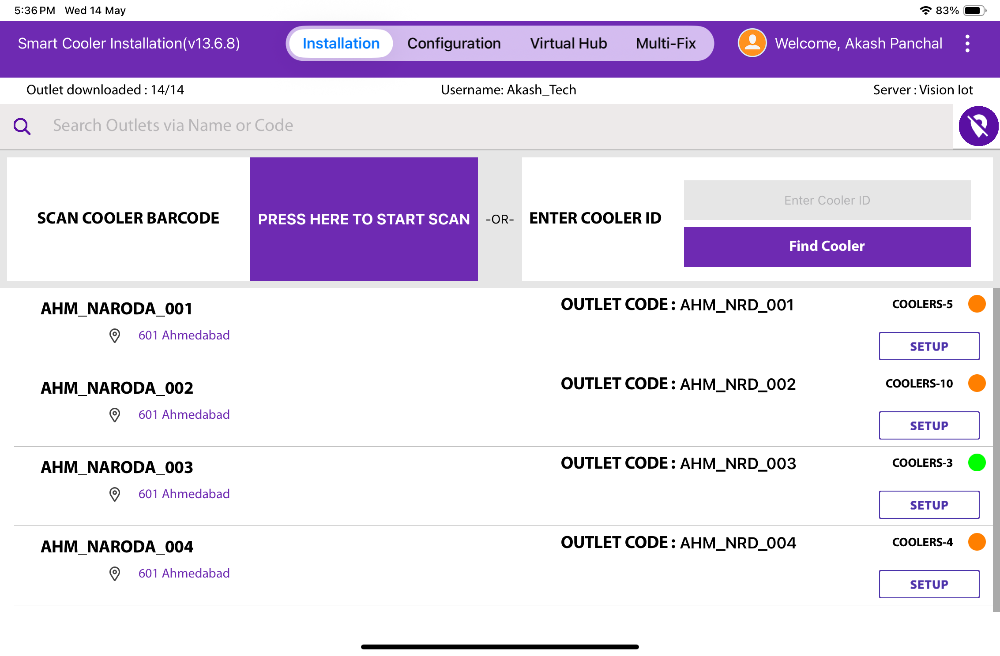 5:36 PM Wed 14 May 83%
Smart Cooler Installation(v13.6.8) Installation Configuration Virtual Hub Multi-Fix Welcome, Akash Panchal
Outlet downloaded : 14/14 Username: Akash_Tech Server : Vision Iot
Search Outlets via Name or Code
SCAN COOLER BARCODE
PRESS HERE TO START SCAN
-OR-
ENTER COOLER ID
Enter Cooler ID
Find Cooler
AHM_NARODA_001 OUTLET CODE : AHM_NRD_001 COOLERS-5
601 Ahmedabad
SETUP
AHM_NARODA_002 OUTLET CODE : AHM_NRD_002 COOLERS-10
601 Ahmedabad
SETUP
AHM_NARODA_003 OUTLET CODE : AHM_NRD_003 COOLERS-3
601 Ahmedabad
SETUP
AHM_NARODA_004 OUTLET CODE : AHM_NRD_004 COOLERS-4
601 Ahmedabad
SETUP